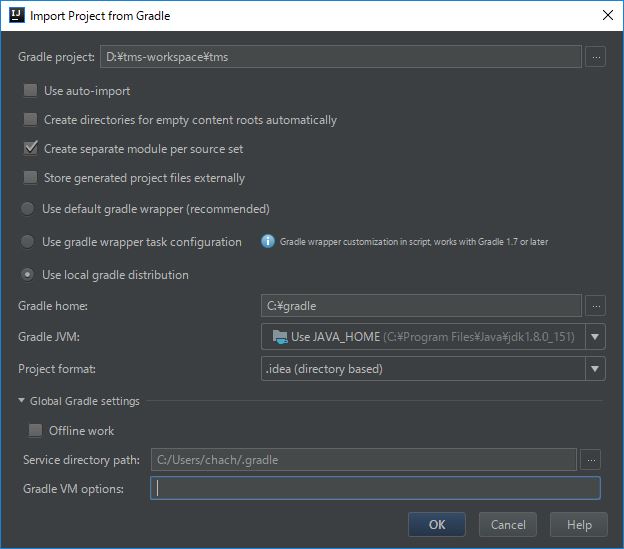 IJ Import Project from Gradle
Gradle project: D:¥tms-workspace¥tms ...
Use auto-import
Create directories for empty content roots automatically
Create separate module per source set
Store generated project files externally
Use default gradle wrapper (recommended)
Use gradle wrapper task configuration i Gradle wrapper customization in script, works with Gradle 1.7 or later
Use local gradle distribution
Gradle home: C:¥gradle ...
Gradle JVM: Use JAVA_HOME (C:¥Program Files¥Java¥jdk1.8.0_151)
Project format: .idea (directory based)
Global Gradle settings
Offline work
Service directory path: C:/Users/chach/.gradle ...
Gradle VM options:
OK Cancel Help